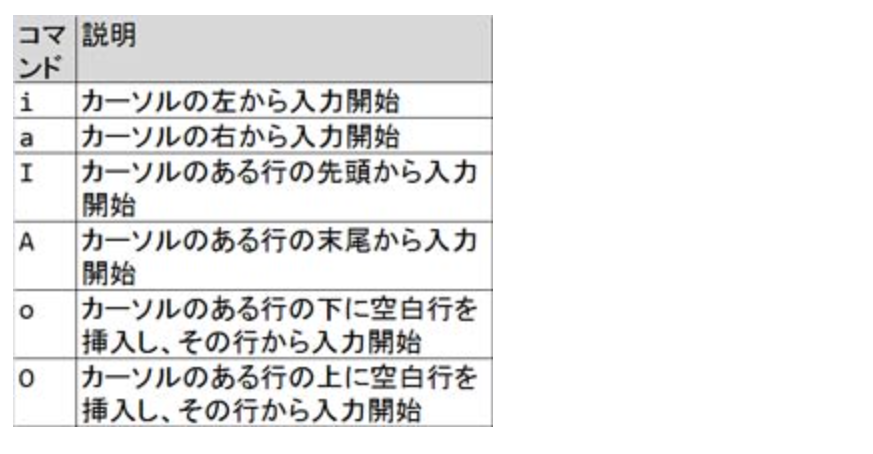 コマ 説明
ンド
i カーソルの左から入力開始
a カーソルの右から入力開始
I カーソルのある行の先頭から入力
開始
A カーソルのある行の末尾から入力
開始
o カーソルのある行の下に空白行を
挿入し、その行から入力開始
O カーソルのある行の上に空白行を
挿入し、その行から入力開始